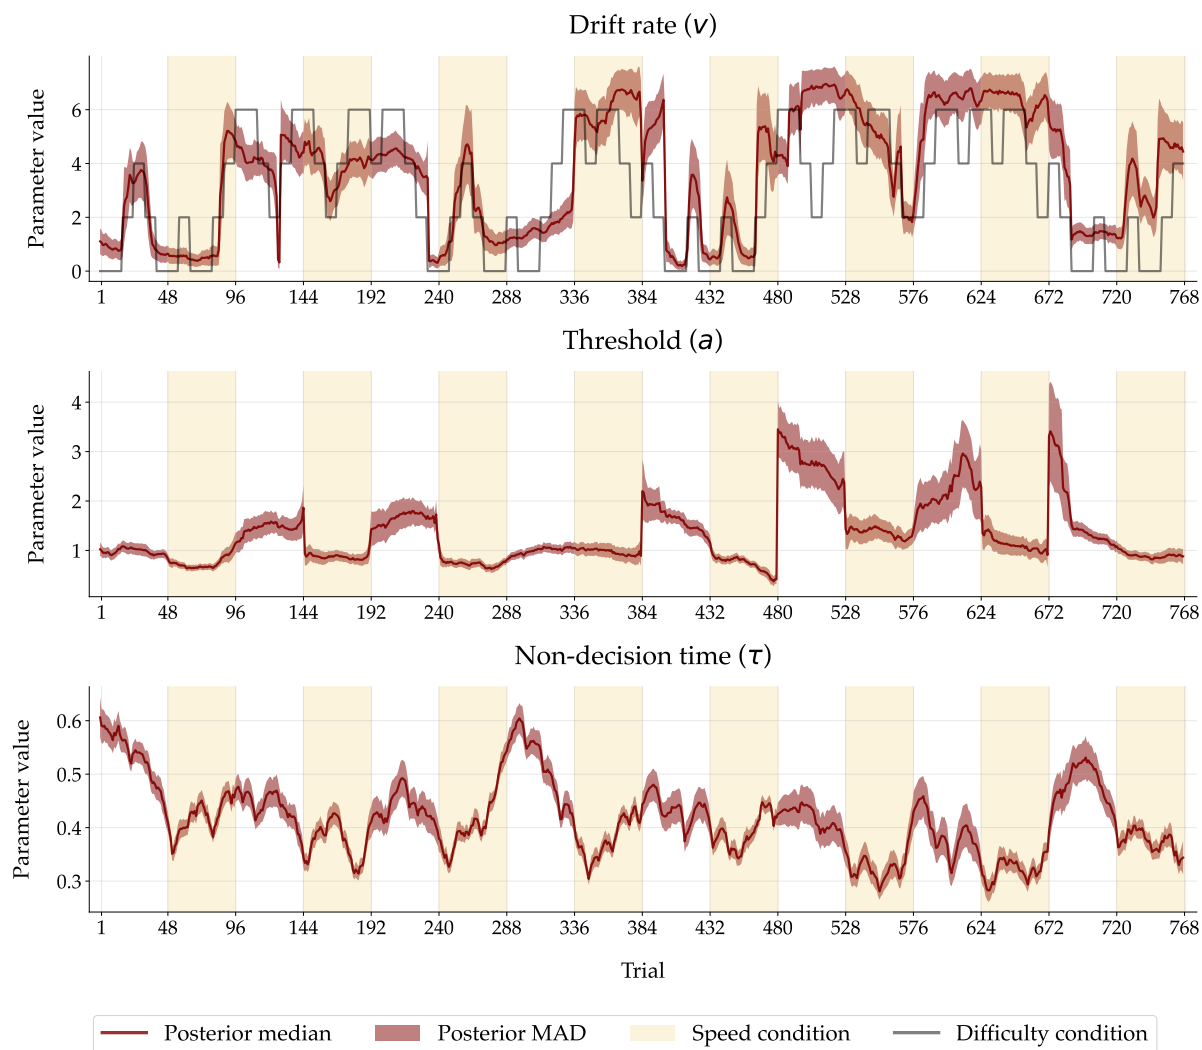 Drift rate (v)
Parameter value
6
4
2
0
1 48 96 144 192 240 288 336 384 432 480 528 576 624 672 720 768
Threshold (a)
Parameter value
4
3
2
1
1 48 96 144 192 240 288 336 384 432 480 528 576 624 672 720 768
Non-decision time (τ)
Parameter value
0.6
0.5
0.4
0.3
1 48 96 144 192 240 288 336 384 432 480 528 576 624 672 720 768
Trial
Posterior median Posterior MAD Speed condition Difficulty condition